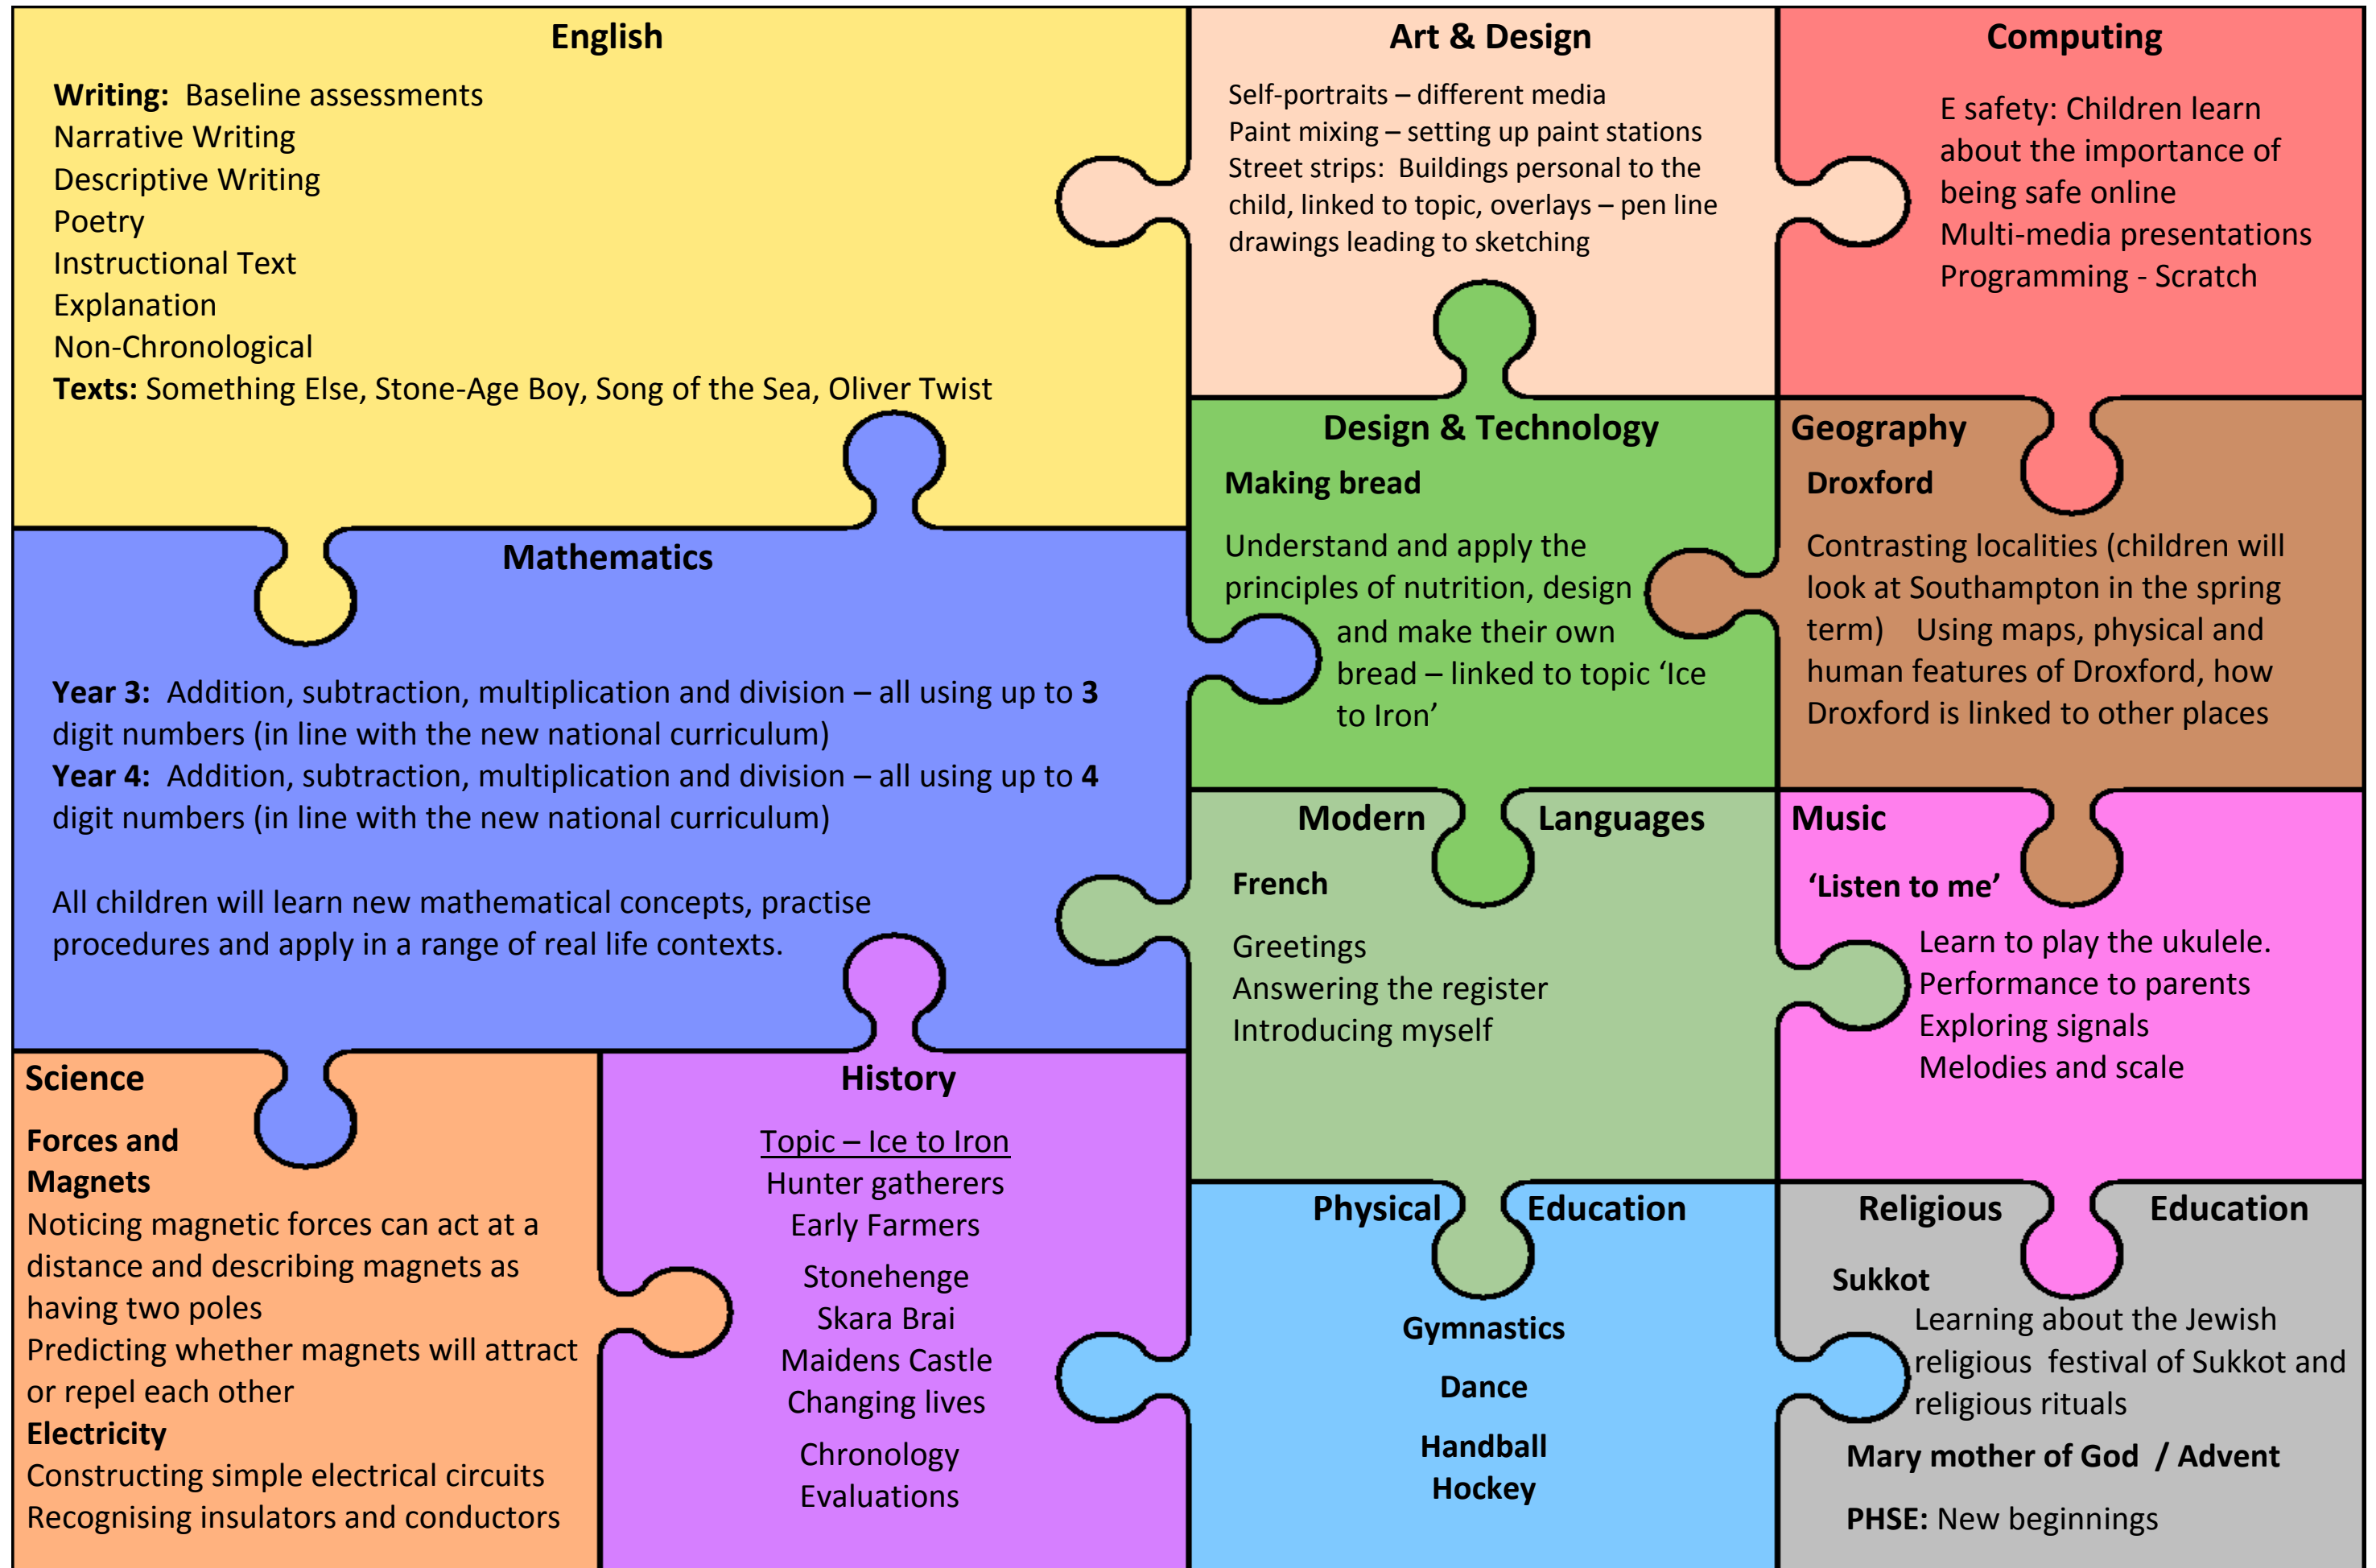 English
Writing: Baseline assessments
Narrative Writing
Descriptive Writing
Poetry
Instructional Text
Explanation
Non-Chronological
Texts: Something Else, Stone-Age Boy, Song of the Sea, Oliver Twist
Art & Design
Self-portraits – different media
Paint mixing – setting up paint stations
Street strips: Buildings personal to the
child, linked to topic, overlays – pen line
drawings leading to sketching
Computing
E safety: Children learn
about the importance of
being safe online
Multi-media presentations
Programming - Scratch
Mathematics
Year 3: Addition, subtraction, multiplication and division – all using up to 3
digit numbers (in line with the new national curriculum)
Year 4: Addition, subtraction, multiplication and division – all using up to 4
digit numbers (in line with the new national curriculum)
All children will learn new mathematical concepts, practise
procedures and apply in a range of real life contexts.
Design & Technology
Making bread
Understand and apply the
principles of nutrition, design
and make their own
bread – linked to topic ‘Ice
to Iron’
Geography
Droxford
Contrasting localities (children will
look at Southampton in the spring
term) Using maps, physical and
human features of Droxford, how
Droxford is linked to other places
Modern Languages
French
Greetings
Answering the register
Introducing myself
Music
‘Listen to me’
Learn to play the ukulele.
Performance to parents
Exploring signals
Melodies and scale
Science
Forces and
Magnets
Noticing magnetic forces can act at a
distance and describing magnets as
having two poles
Predicting whether magnets will attract
or repel each other
Electricity
Constructing simple electrical circuits
Recognising insulators and conductors
History
Topic – Ice to Iron
Hunter gatherers
Early Farmers
Stonehenge
Skara Brai
Maidens Castle
Changing lives
Chronology
Evaluations
Physical Education
Gymnastics
Dance
Handball
Hockey
Religious Education
Sukkot
Learning about the Jewish
religious festival of Sukkot and
religious rituals
Mary mother of God / Advent
PHSE: New beginnings